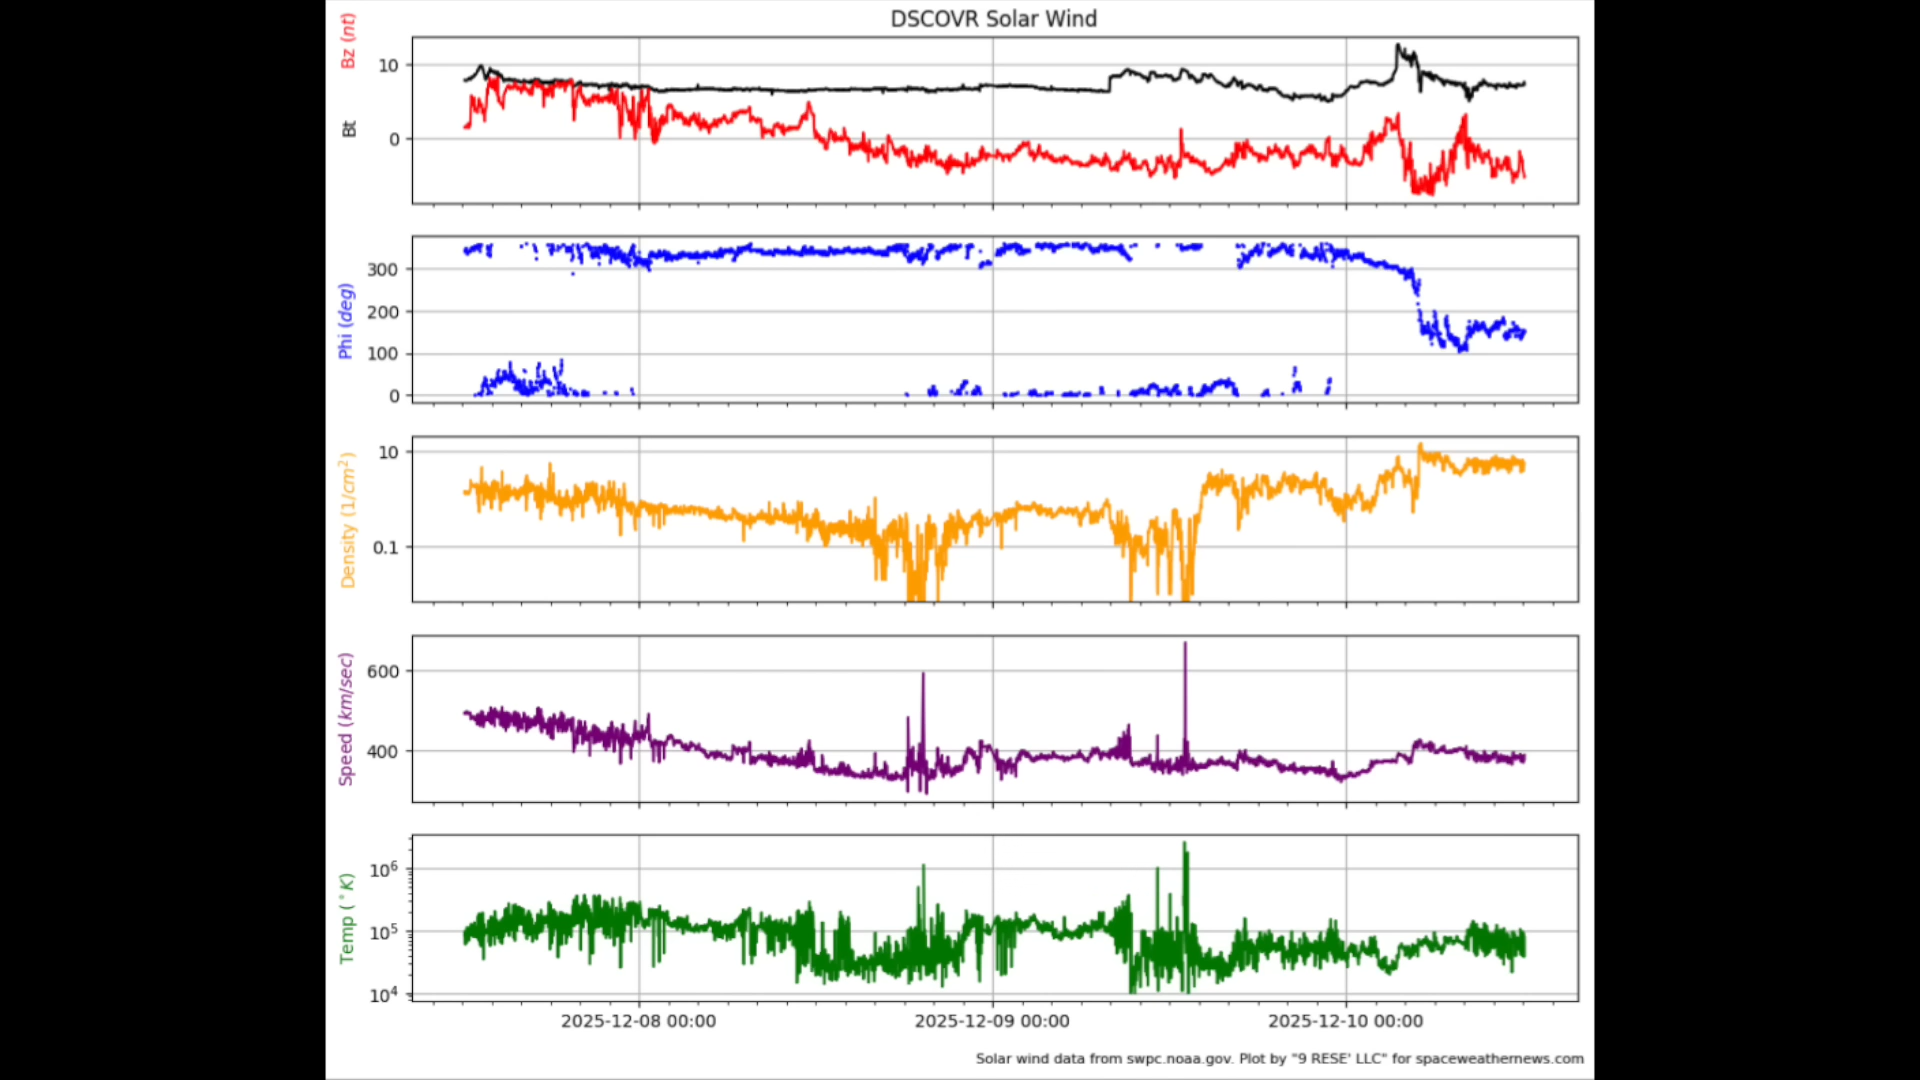 DSCOVR Solar Wind
Bz (nt)
Bt
10
0
Phi (deg)
300
200
100
0
Density (1/cm²)
10
0.1
Speed (km/sec)
600
400
Temp (°K)
10⁶
10⁵
10⁴
2025-12-08 00:00 2025-12-09 00:00 2025-12-10 00:00
Solar wind data from swpc.noaa.gov. Plot by "9 RESE' LLC" for spaceweathernews.com